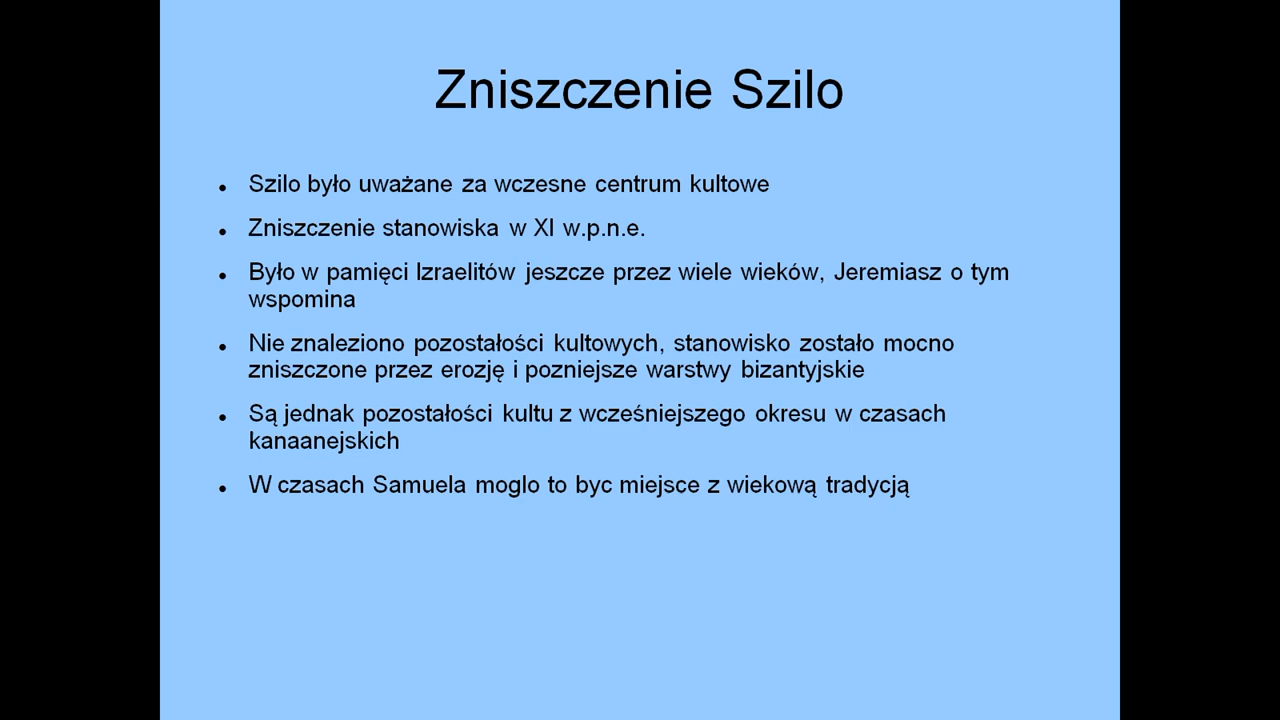 Zniszczenie Szilo
• Szilo było uważane za wczesne centrum kultowe
• Zniszczenie stanowiska w XI w.p.n.e.
• Było w pamięci Izraelitów jeszcze przez wiele wieków, Jeremiasz o tym
wspomina
• Nie znaleziono pozostałości kultowych, stanowisko zostało mocno
zniszczone przez erozję i pozniejsze warstwy bizantyjskie
• Są jednak pozostałości kultu z wcześniejszego okresu w czasach
kanaanejskich
• W czasach Samuela moglo to byc miejsce z wiekową tradycją